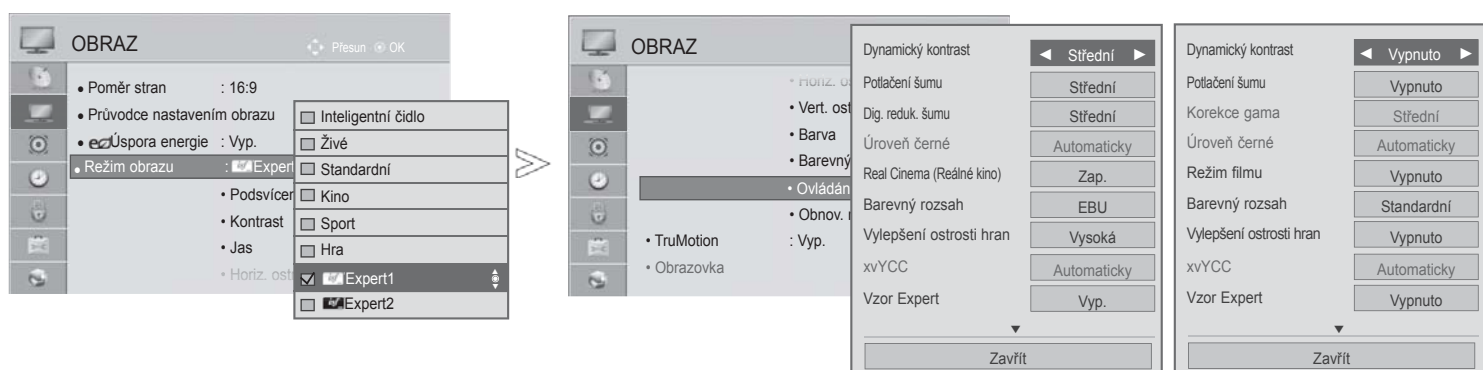 OBRAZ
Přesun OK
• Poměr stran : 16:9
• Průvodce nastavením obrazu
• Úspora energie : Vyp.
• Režim obrazu : Expert
• Podsvícen
• Kontrast
• Jas
• Horiz. ost
Inteligentní čidlo
Živé
Standardní
Kino
Sport
Hra
Expert1
Expert2
OBRAZ
• Horiz. os
• Vert. ost
• Barva
• Barevný
• Ovládán
• Obnov.
• TruMotion : Vyp.
• Obrazovka
Dynamický kontrast ◄ Střední ►
Potlačení šumu Střední
Dig. reduk. šumu Střední
Úroveň černé Automaticky
Real Cinema (Reálné kino) Zap.
Barevný rozsah EBU
Vylepšení ostrosti hran Vysoká
xvYCC Automaticky
Vzor Expert Vyp.
▼
Zavřít
Dynamický kontrast ◄ Vypnuto ►
Potlačení šumu Vypnuto
Korekce gama Střední
Úroveň černé Automaticky
Režim filmu Vypnuto
Barevný rozsah Standardní
Vylepšení ostrosti hran Vypnuto
xvYCC Automaticky
Vzor Expert Vypnuto
▼
Zavřít